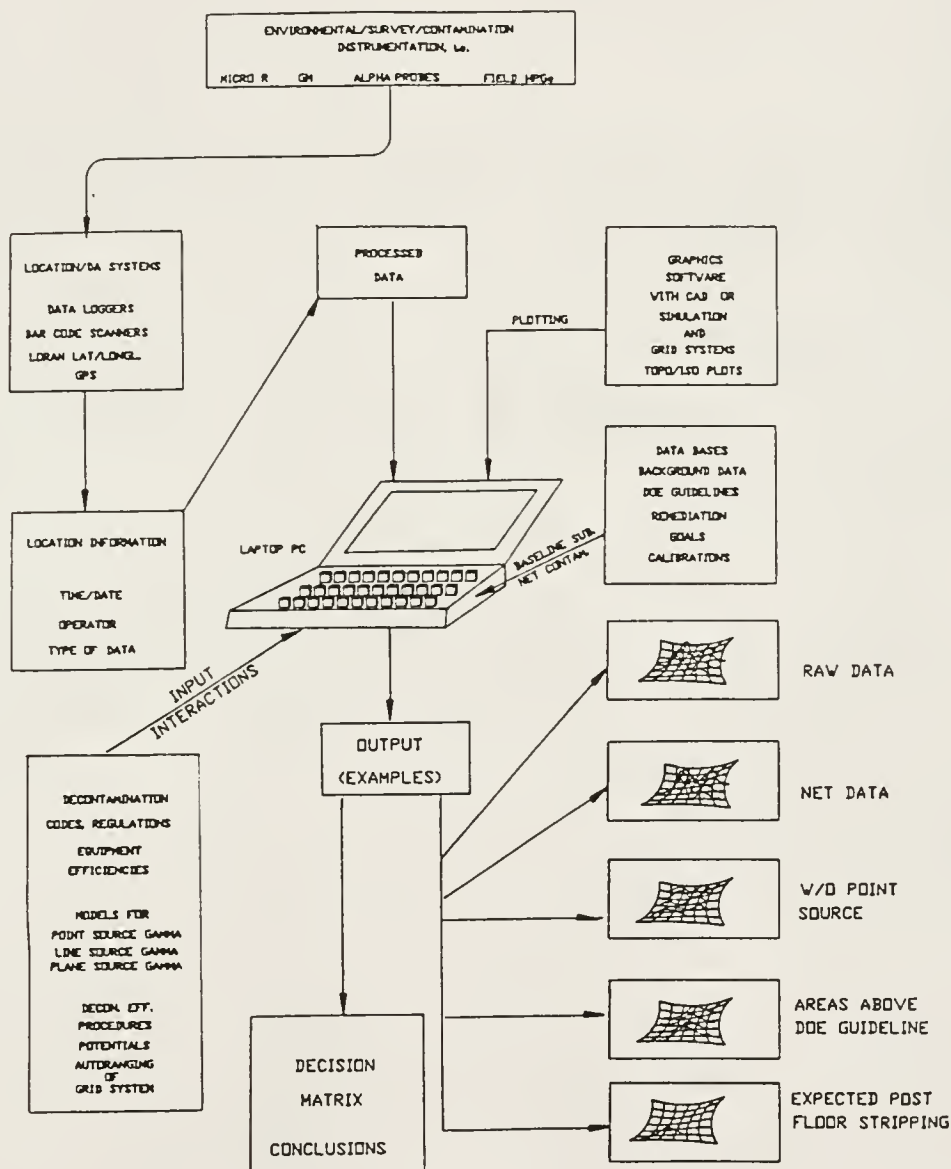 ENVIRONMENTAL/SURVEY/CONTAMINATION
INSTRUMENTATION, i.e.
MICRO R GM ALPHA PROBES FIELD HPGe
LOCATION/DA SYSTEMS
DATA LOGGERS
BAR CODE SCANNERS
LORAN LAT/LONGL.
GPS
PROCESSED
DATA
GRAPHICS
SOFTWARE
WITH CAD OR
SIMULATION
AND
GRID SYSTEMS
TOPO/ISO PLOTS
PLOTTING
DATA BASES
BACKGROUND DATA
DOE GUIDELINES
REMEDIATION
GOALS
CALIBRATIONS
LOCATION INFORMATION
TIME/DATE
OPERATOR
TYPE OF DATA
LAPTOP PC
BASELINE SUB.
NET CONTAM.
INPUT
INTERACTIONS
OUTPUT
(EXAMPLES)
RAW DATA
NET DATA
W/O POINT
SOURCE
AREAS ABOVE
DOE GUIDELINE
EXPECTED POST
FLOOR STRIPPING
DECONTAMINATION
CODES, REGULATIONS
EQUIPMENT
EFFICIENCIES
MODELS FOR
POINT SOURCE GAMMA
LINE SOURCE GAMMA
PLANE SOURCE GAMMA
DECON. EFF.
PROCEDURES
POTENTIALS
AUTORANGING
OF
GRID SYSTEM
DECISION
MATRIX
CONCLUSIONS